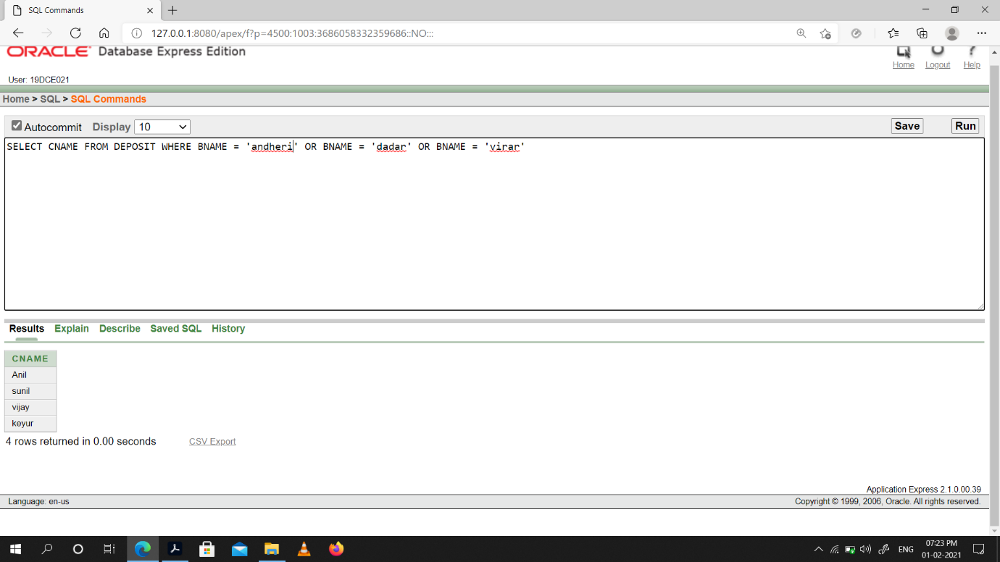 SQL Commands
127.0.0.1:8080/apex/f?p=4500:1003:3686058332359686::NO:::
ORACLE Database Express Edition
Home Logout Help
User: 19DCE021
Home > SQL > SQL Commands
Autocommit Display 10 Save Run
SELECT CNAME FROM DEPOSIT WHERE BNAME = 'andheri' OR BNAME = 'dadar' OR BNAME = 'virar'
Results Explain Describe Saved SQL History
CNAME
Anil
sunil
vijay
keyur
4 rows returned in 0.00 seconds CSV Export
Application Express 2.1.0.00.39
Language: en-us Copyright © 1999, 2006, Oracle. All rights reserved.
ENG 07:23 PM
01-02-2021